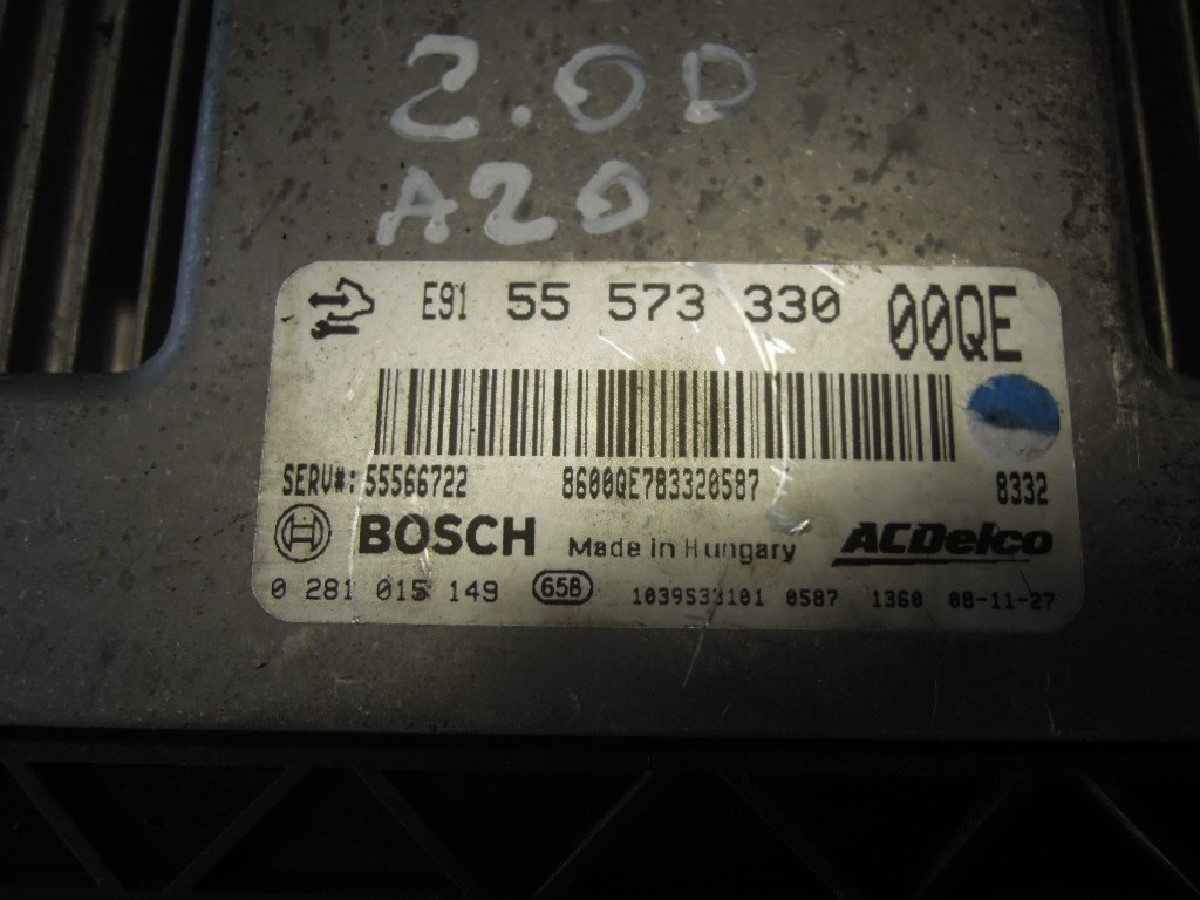 2.0D
A20
E91 55 573 330 00QE
SERV#: 55566722 8600QE783320587 8332
BOSCH Made in Hungary ACDelco
0 281 015 149 65B 1039S33101 0587 1360 08-11-27